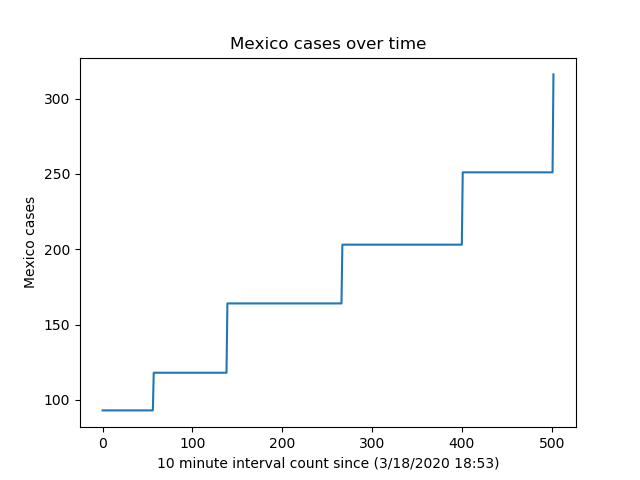 Mexico cases over time
300
250
200
150
100
Mexico cases
0 100 200 300 400 500
10 minute interval count since (3/18/2020 18:53)